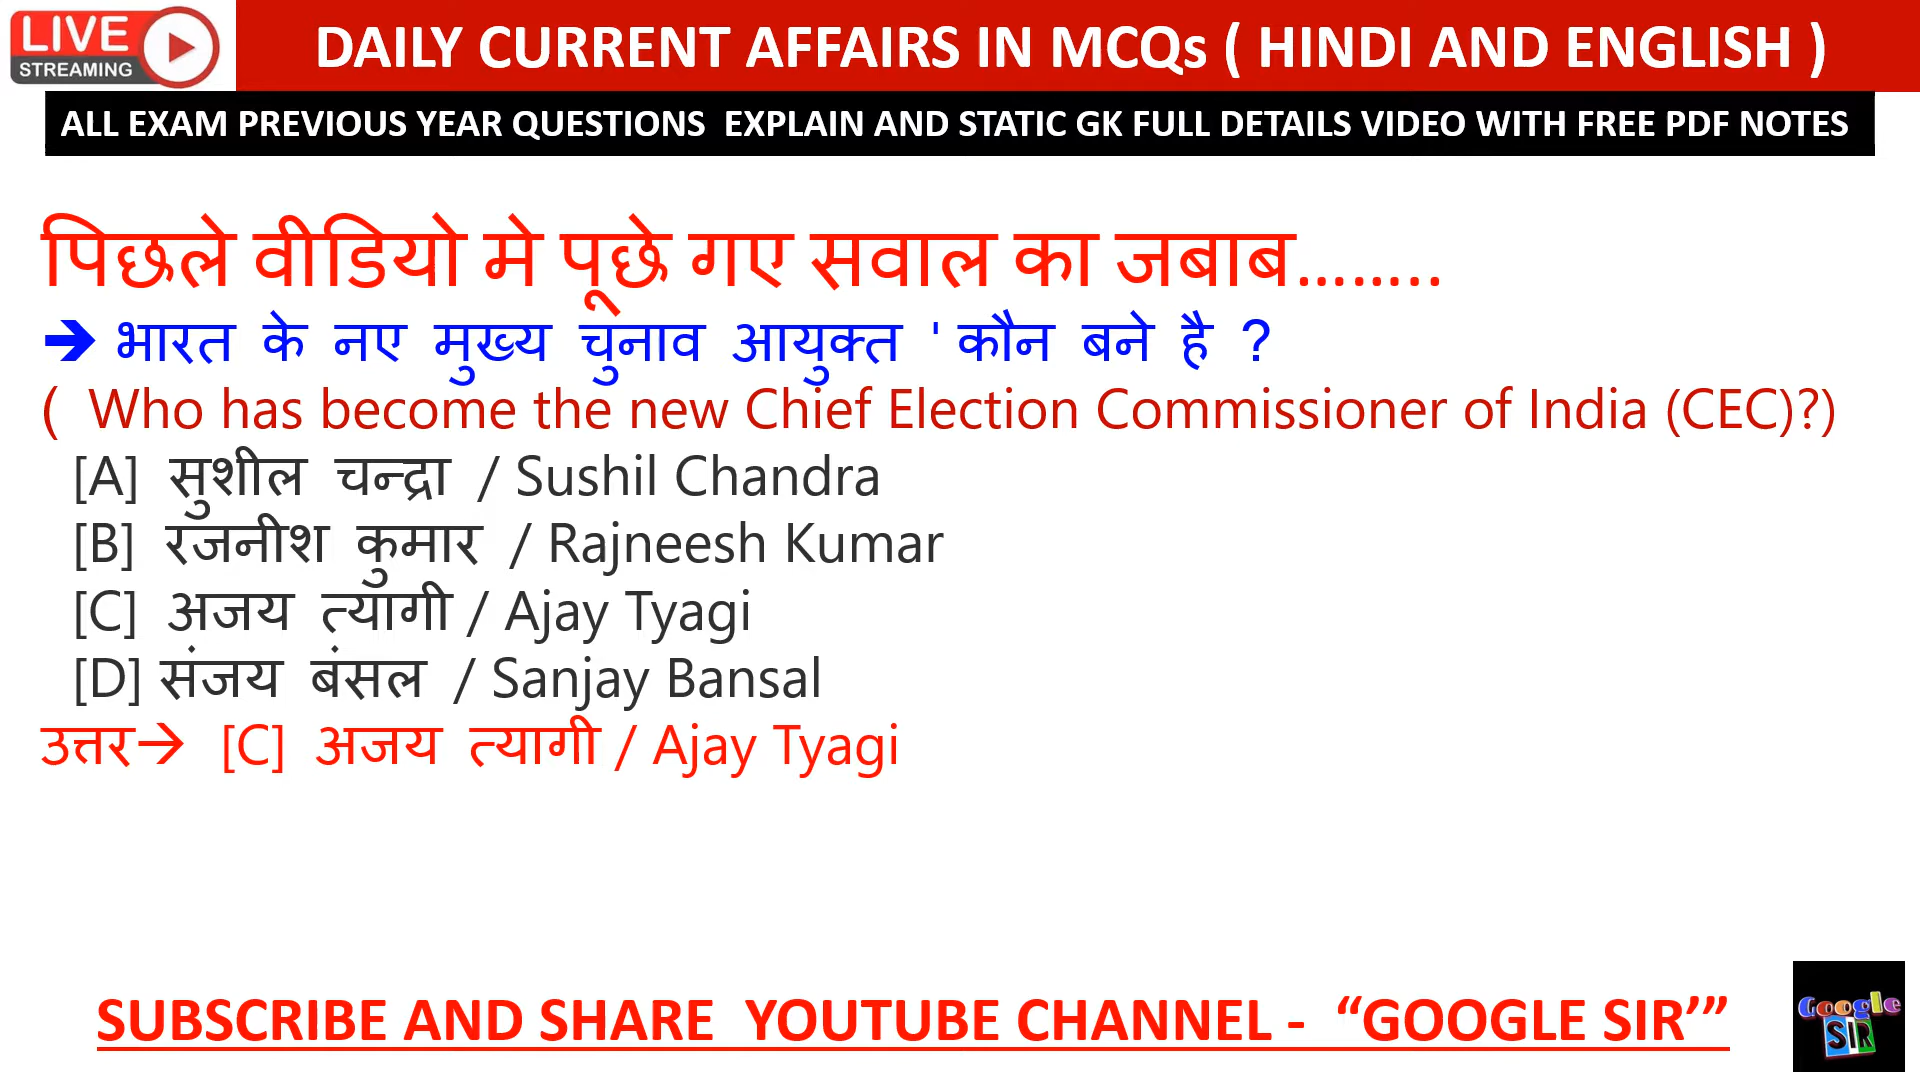 LIVE
STREAMING
DAILY CURRENT AFFAIRS IN MCQs ( HINDI AND ENGLISH )
ALL EXAM PREVIOUS YEAR QUESTIONS EXPLAIN AND STATIC GK FULL DETAILS VIDEO WITH FREE PDF NOTES
पिछले वीडियो मे पूछे गए सवाल का जबाब........
➔ भारत के नए मुख्य चुनाव आयुक्त ' कौन बने है ?
( Who has become the new Chief Election Commissioner of India (CEC)?)
[A] सुशील चन्द्रा / Sushil Chandra
[B] रजनीश कुमार / Rajneesh Kumar
[C] अजय त्यागी / Ajay Tyagi
[D] संजय बंसल / Sanjay Bansal
उत्तर→ [C] अजय त्यागी / Ajay Tyagi
SUBSCRIBE AND SHARE YOUTUBE CHANNEL - “GOOGLE SIR’”
Google
SIR